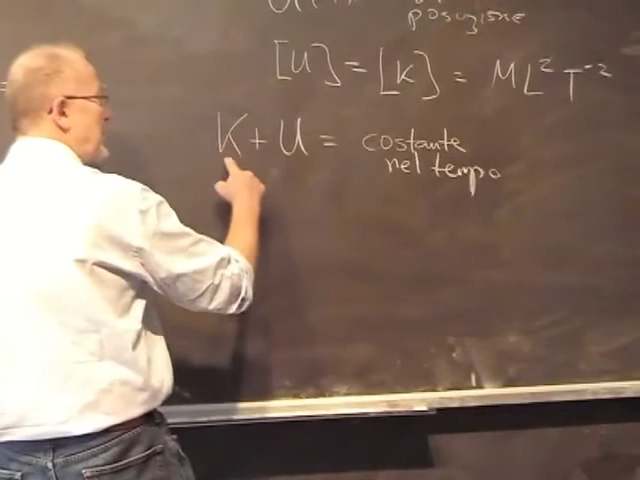 posizione
[U] = [K] = ML² T⁻²
K + U = costante
nel tempo